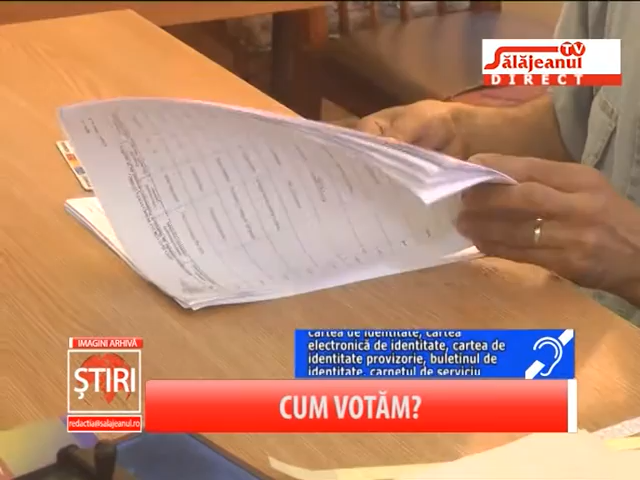 Sălăjeanul TV
DIRECT
cartea de identitate, cartea
electronică de identitate, cartea de
identitate provizorie, buletinul de
identitate, carnetul de serviciu
IMAGINI ARHIVĂ
ŞTIRI
redactia@salajeanul.ro
CUM VOTĂM?